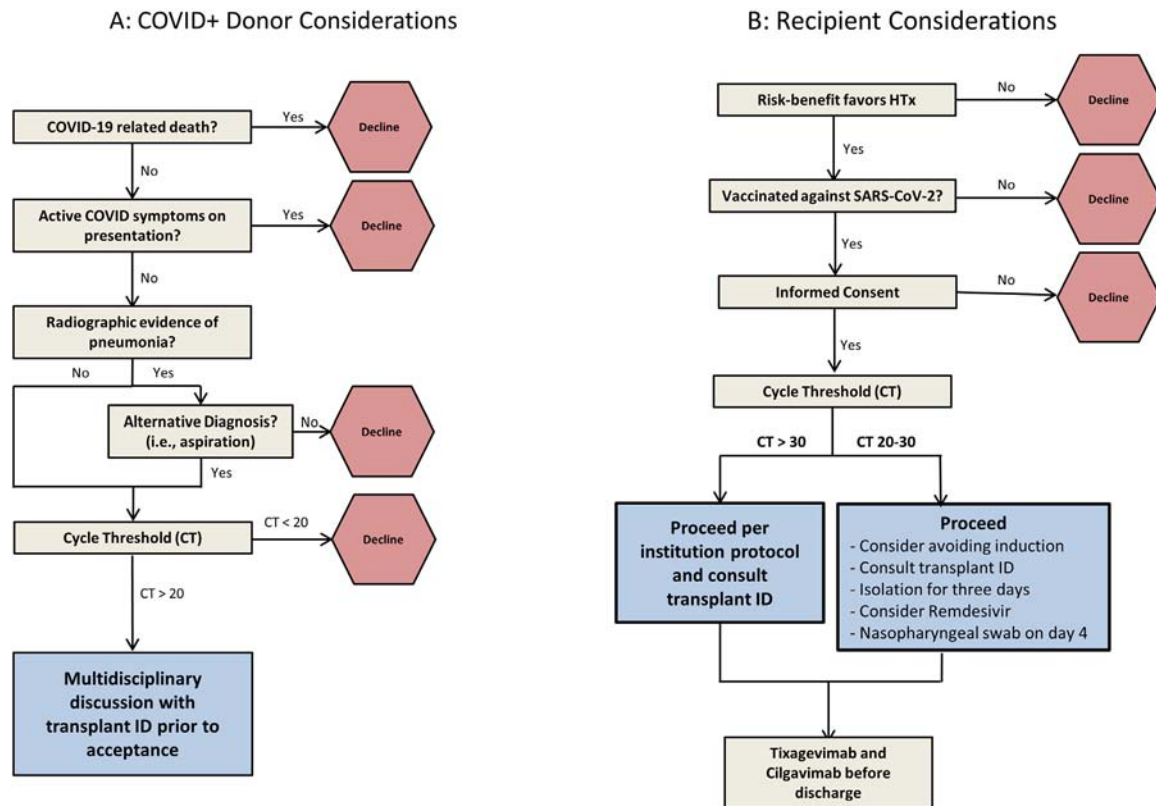 A: COVID+ Donor Considerations
COVID-19 related death?
Yes
Decline
No
Active COVID symptoms on
presentation?
Yes
Decline
No
Radiographic evidence of
pneumonia?
No
Yes
Alternative Diagnosis?
(i.e., aspiration)
No
Decline
Yes
Cycle Threshold (CT)
CT < 20
Decline
CT > 20
Multidisciplinary
discussion with
transplant ID prior to
acceptance
B: Recipient Considerations
Risk-benefit favors HTx
No
Decline
Yes
Vaccinated against SARS-CoV-2?
No
Decline
Yes
Informed Consent
No
Decline
Yes
Cycle Threshold (CT)
CT > 30
CT 20-30
Proceed per
institution protocol
and consult
transplant ID
Proceed
- Consider avoiding induction
- Consult transplant ID
- Isolation for three days
- Consider Remdesivir
- Nasopharyngeal swab on day 4
Tixagevimab and
Cilgavimab before
discharge